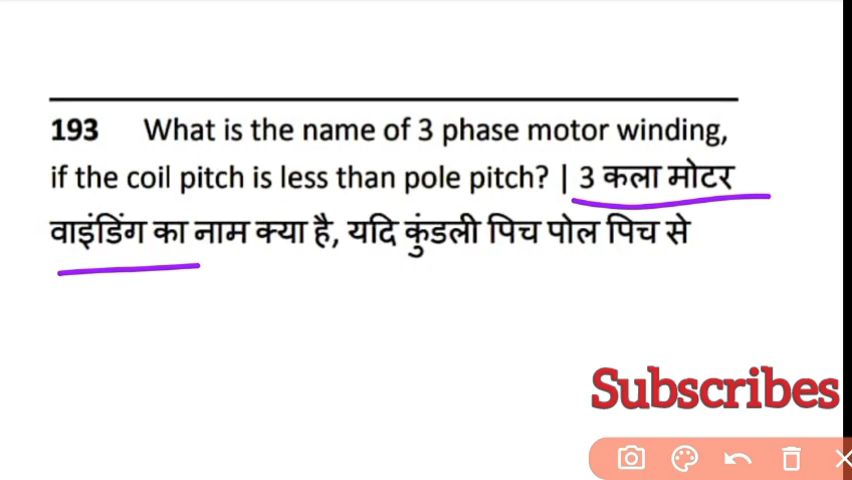 193 What is the name of 3 phase motor winding,
if the coil pitch is less than pole pitch? | 3 कला मोटर
वाइंडिंग का नाम क्या है, यदि कुंडली पिच पोल पिच से
Subscribes